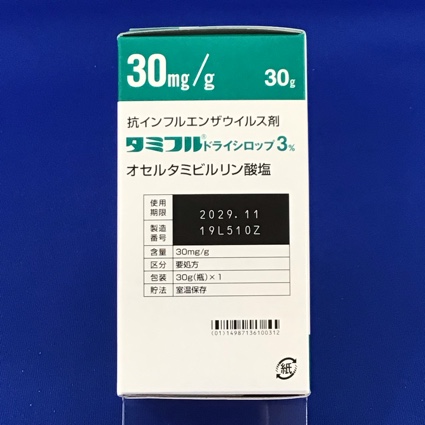 30mg/g 30g
抗インフルエンザウイルス剤
タミフル®ドライシロップ3%
オセルタミビルリン酸塩
使用期限 2029.11
製造番号 19L510Z
含量 30mg/g
区分 要処方
包装 30g(瓶)×1
貯法 室温保存
(01)14987136100312
紙